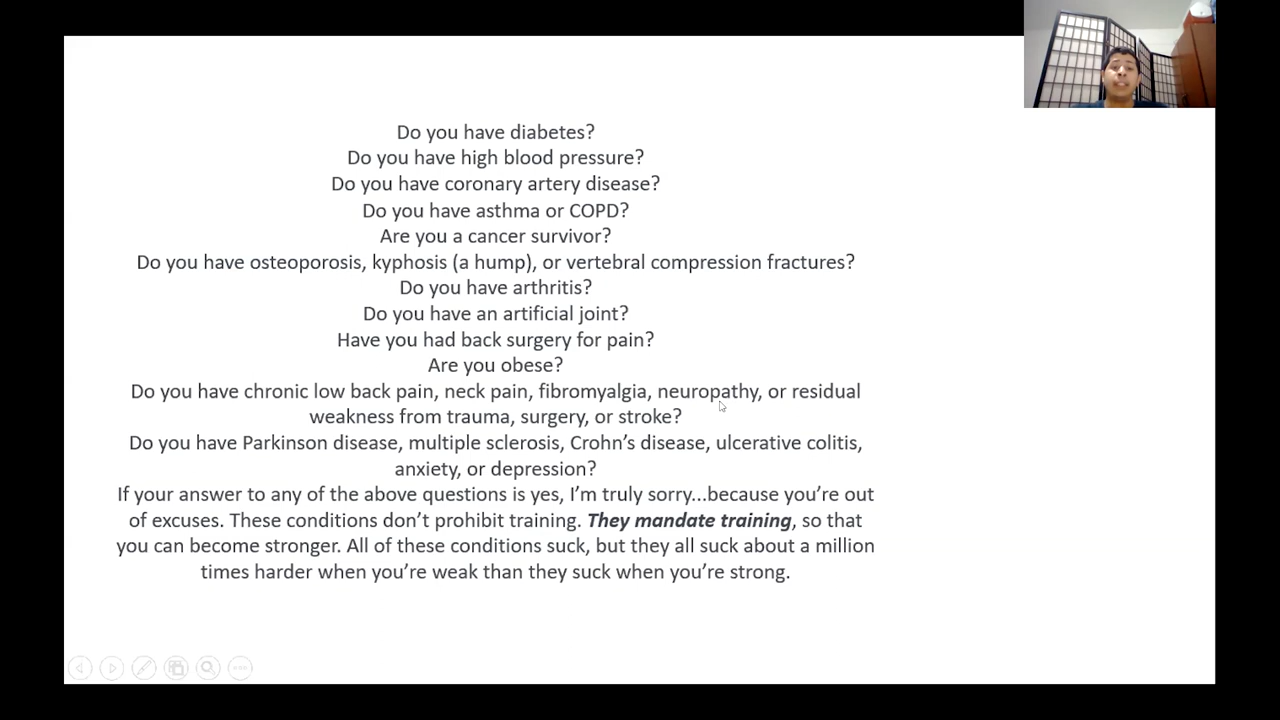 Do you have diabetes?
Do you have high blood pressure?
Do you have coronary artery disease?
Do you have asthma or COPD?
Are you a cancer survivor?
Do you have osteoporosis, kyphosis (a hump), or vertebral compression fractures?
Do you have arthritis?
Do you have an artificial joint?
Have you had back surgery for pain?
Are you obese?
Do you have chronic low back pain, neck pain, fibromyalgia, neuropathy, or residual
weakness from trauma, surgery, or stroke?
Do you have Parkinson disease, multiple sclerosis, Crohn’s disease, ulcerative colitis,
anxiety, or depression?
If your answer to any of the above questions is yes, I’m truly sorry...because you’re out
of excuses. These conditions don’t prohibit training. They mandate training, so that
you can become stronger. All of these conditions suck, but they all suck about a million
times harder when you’re weak than they suck when you’re strong.